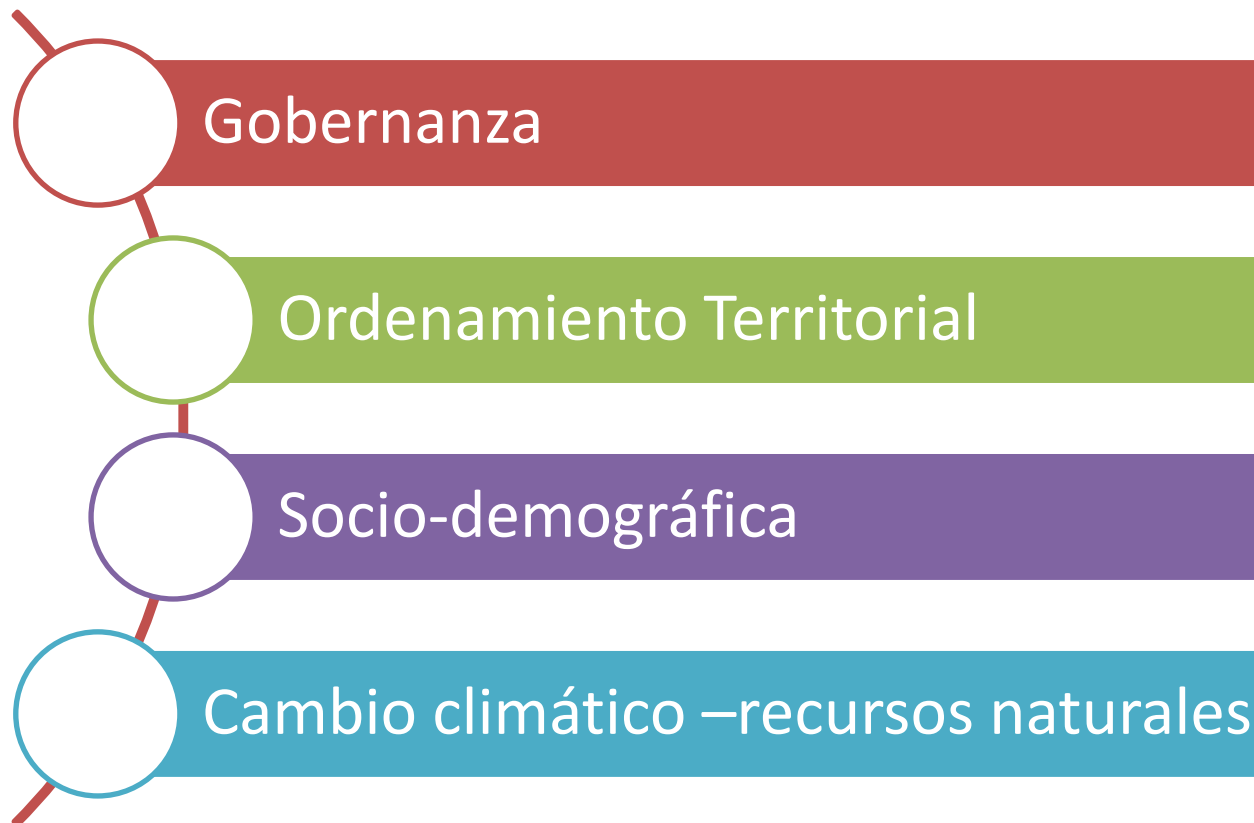 Gobernanza
Ordenamiento Territorial
Socio-demográfica
Cambio climático –recursos naturales